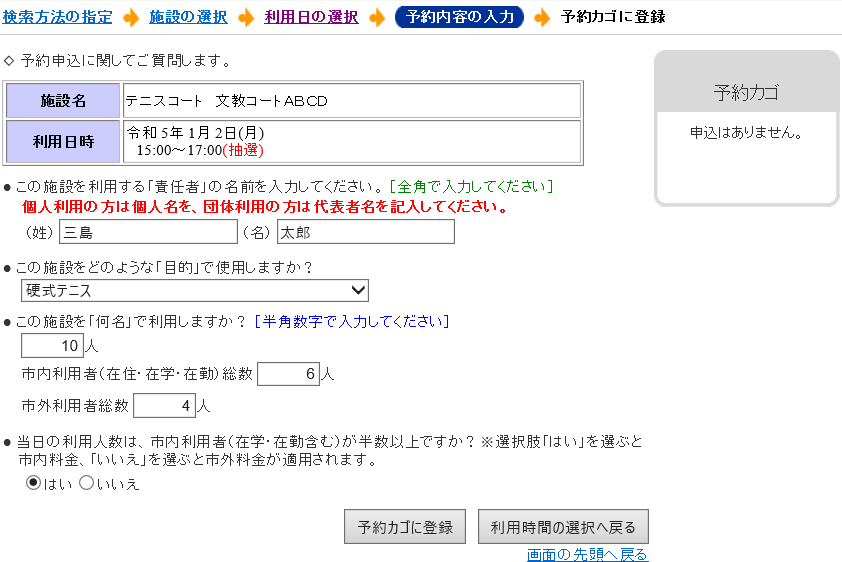 検索方法の指定 施設の選択 利用日の選択 予約内容の入力 予約カゴに登録
◇ 予約申込に関してご質問します。
施設名 テニスコート 文教コートABCD
利用日時 令和 5年 1月 2日(月)
15:00～17:00(抽選)
● この施設を利用する「責任者」の名前を入力してください。 [全角で入力してください]
個人利用の方は個人名を、団体利用の方は代表者名を記入してください。
(姓) 三島 (名) 太郎
● この施設をどのような「目的」で使用しますか？
硬式テニス
● この施設を「何名」で利用しますか？ [半角数字で入力してください]
10 人
市内利用者(在住・在学・在勤)総数 6 人
市外利用者総数 4 人
● 当日の利用人数は、市内利用者(在学・在勤含む)が半数以上ですか？※選択肢「はい」を選ぶと
市内料金、「いいえ」を選ぶと市外料金が適用されます。
はい いいえ
予約カゴに登録 利用時間の選択へ戻る
画面の先頭へ戻る
予約カゴ
申込はありません。